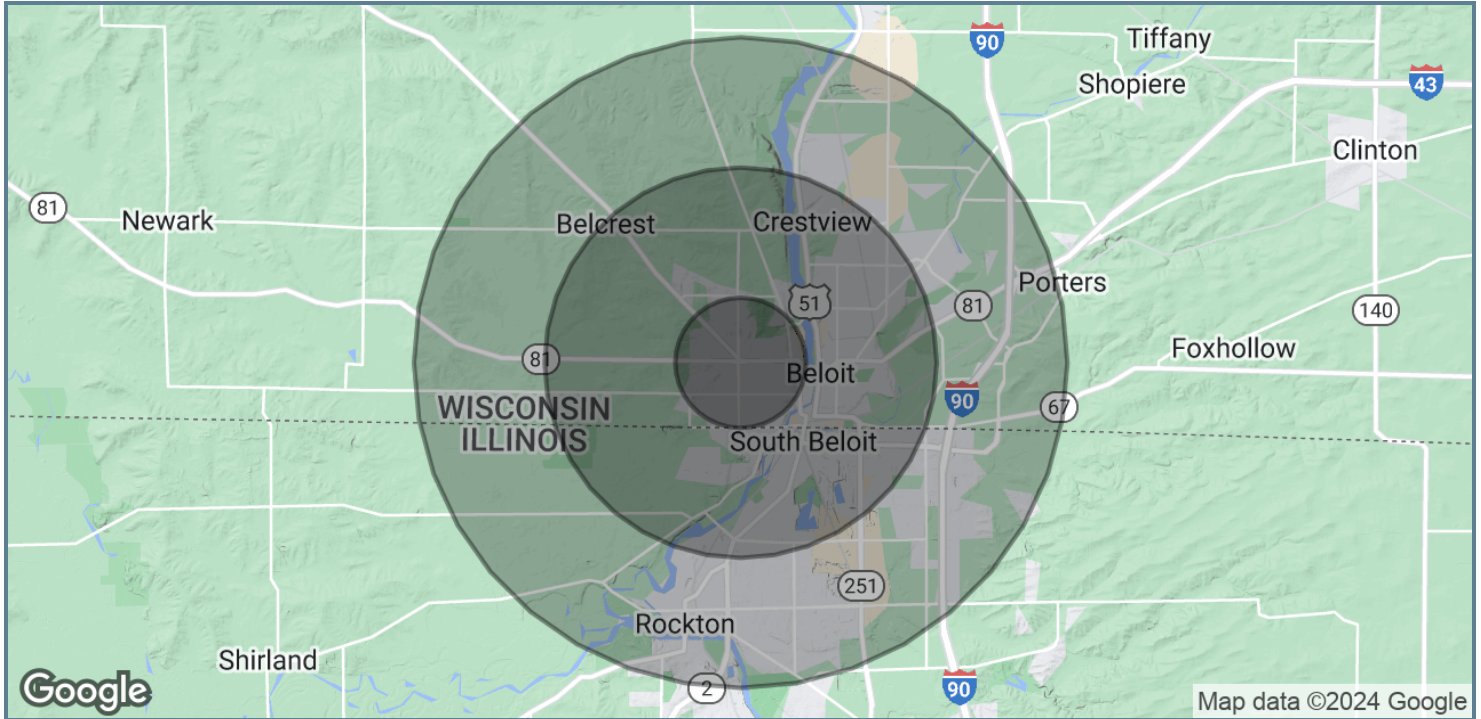 Tiffany
90
Shopiere
43
Clinton
81
Newark
Belcrest
Crestview
Porters
51
81
140
Foxhollow
81
Beloit
90
67
WISCONSIN
ILLINOIS
South Beloit
251
Rockton
Shirland
2
90
Google
Map data ©2024 Google